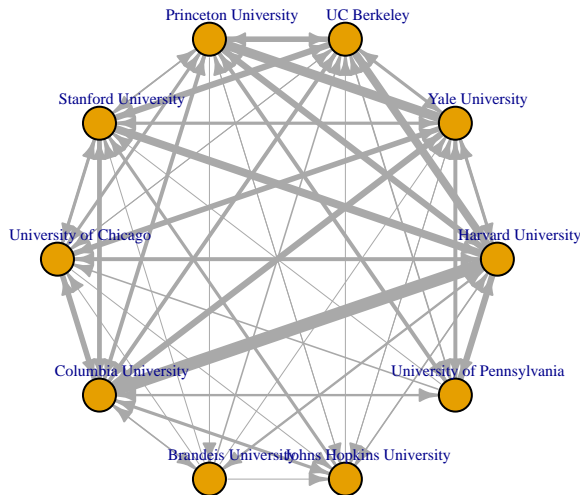 Princeton University
UC Berkeley
Stanford University
Yale University
University of Chicago
Harvard University
Columbia University
University of Pennsylvania
Brandeis University
Johns Hopkins University